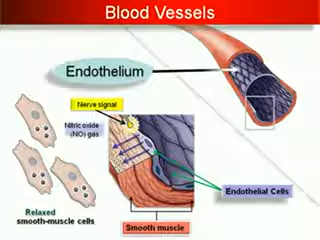 Blood Vessels
Endothelium
Nerve signal
Nitric oxide
(NO) gas
Endothelial Cells
Relaxed
smooth-muscle cells
Smooth muscle